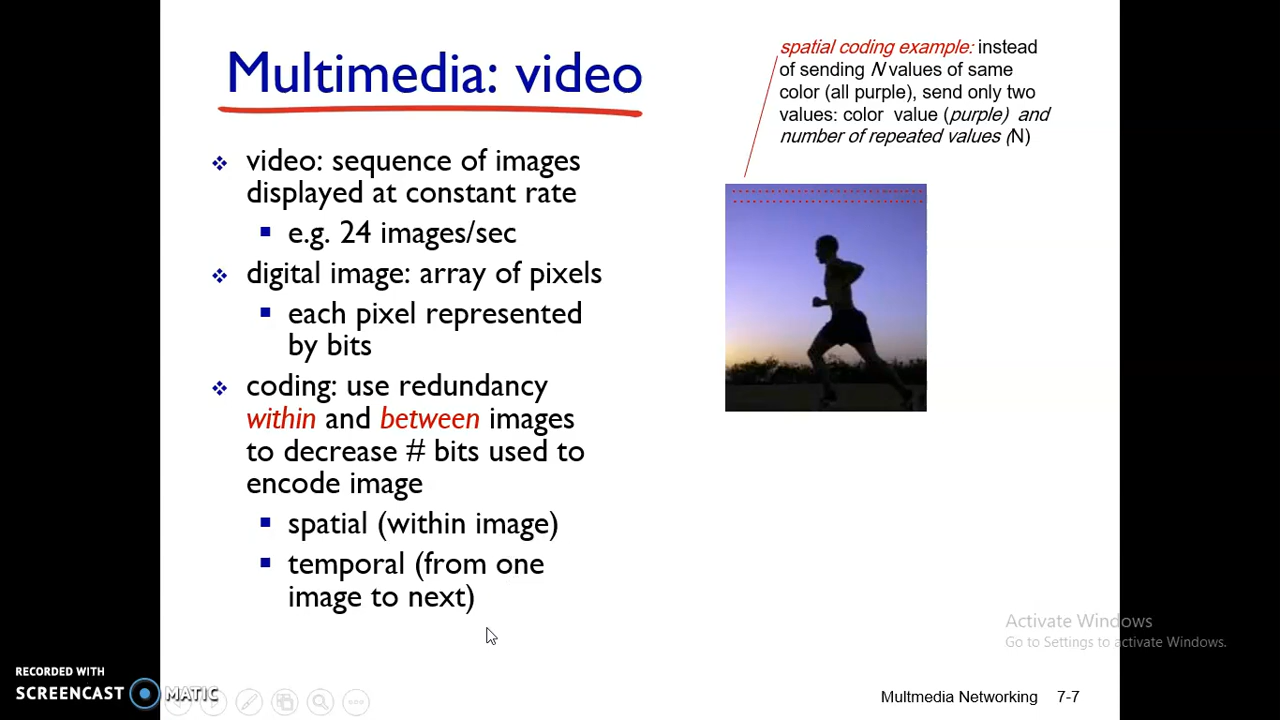 Multimedia: video
video: sequence of images
displayed at constant rate
e.g. 24 images/sec
digital image: array of pixels
each pixel represented
by bits
coding: use redundancy
within and between images
to decrease # bits used to
encode image
spatial (within image)
temporal (from one
image to next)
spatial coding example: instead
of sending N values of same
color (all purple), send only two
values: color value (purple) and
number of repeated values (N)
Activate Windows
Go to Settings to activate Windows.
RECORDED WITH
SCREENCAST MATIC
Multmedia Networking 7-7